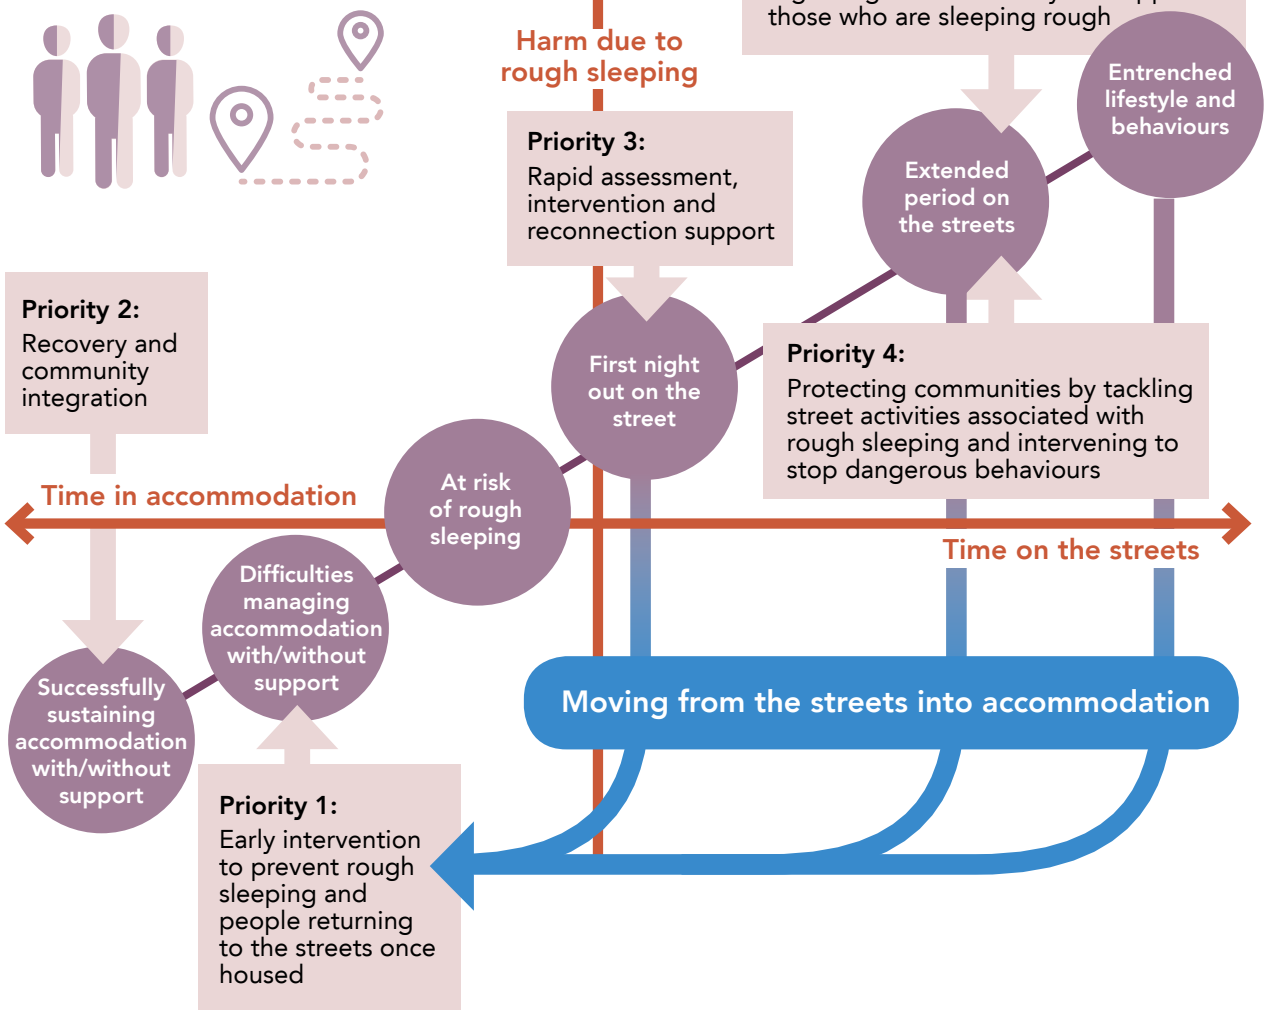 those who are sleeping rough
Harm due to
rough sleeping
Entrenched
lifestyle and
behaviours
Priority 3:
Rapid assessment,
intervention and
reconnection support
Extended
period on
the streets
Priority 2:
Recovery and
community
integration
First night
out on the
street
Priority 4:
Protecting communities by tackling
street activities associated with
rough sleeping and intervening to
stop dangerous behaviours
At risk
of rough
sleeping
Time in accommodation
Time on the streets
Difficulties
managing
accommodation
with/without
support
Successfully
sustaining
accommodation
with/without
support
Moving from the streets into accommodation
Priority 1:
Early intervention
to prevent rough
sleeping and
people returning
to the streets once
housed